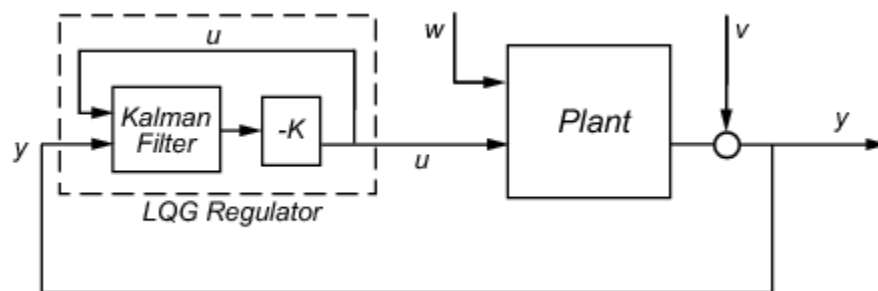 u
w
v
Kalman
Filter
-K
Plant
y
y
u
LQG Regulator